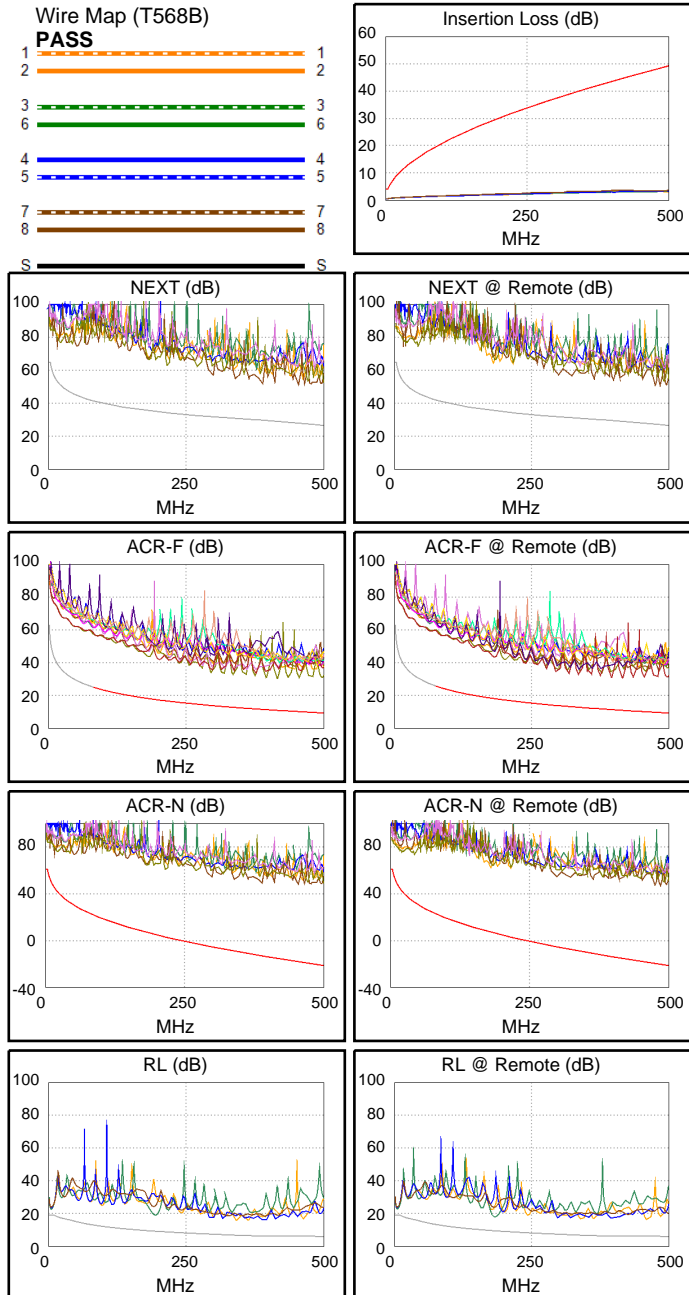 Wire Map (T568B)
PASS
1 1
2 2
3 3
6 6
4 4
5 5
7 7
8 8
S S
Insertion Loss (dB)
60
50
40
30
20
10
0
0 250 500
MHz
NEXT (dB)
100
80
60
40
20
0
0 250 500
MHz
NEXT @ Remote (dB)
100
80
60
40
20
0
0 250 500
MHz
ACR-F (dB)
100
80
60
40
20
0
0 250 500
MHz
ACR-F @ Remote (dB)
100
80
60
40
20
0
0 250 500
MHz
ACR-N (dB)
80
40
0
-40
0 250 500
MHz
ACR-N @ Remote (dB)
80
40
0
-40
0 250 500
MHz
RL (dB)
100
80
60
40
20
0
0 250 500
MHz
RL @ Remote (dB)
100
80
60
40
20
0
0 250 500
MHz